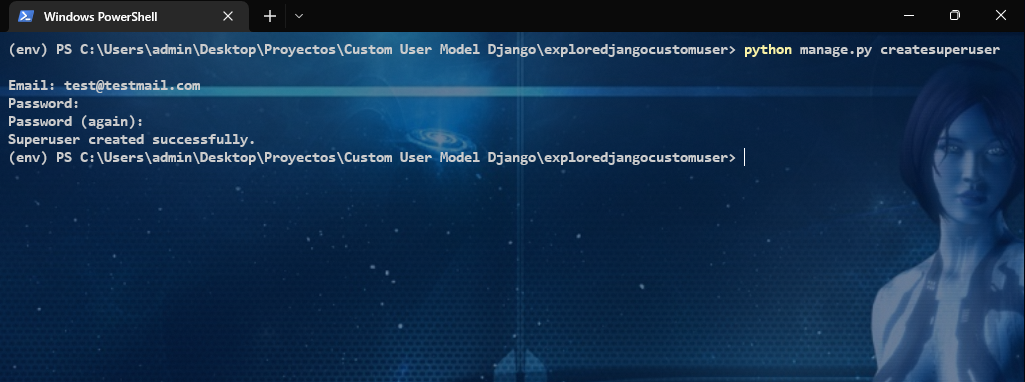 Windows PowerShell
(env) PS C:\Users\admin\Desktop\Proyectos\Custom User Model Django\exploredjangocustomuser> python manage.py createsuperuser
Email: test@testmail.com
Password:
Password (again):
Superuser created successfully.
(env) PS C:\Users\admin\Desktop\Proyectos\Custom User Model Django\exploredjangocustomuser>